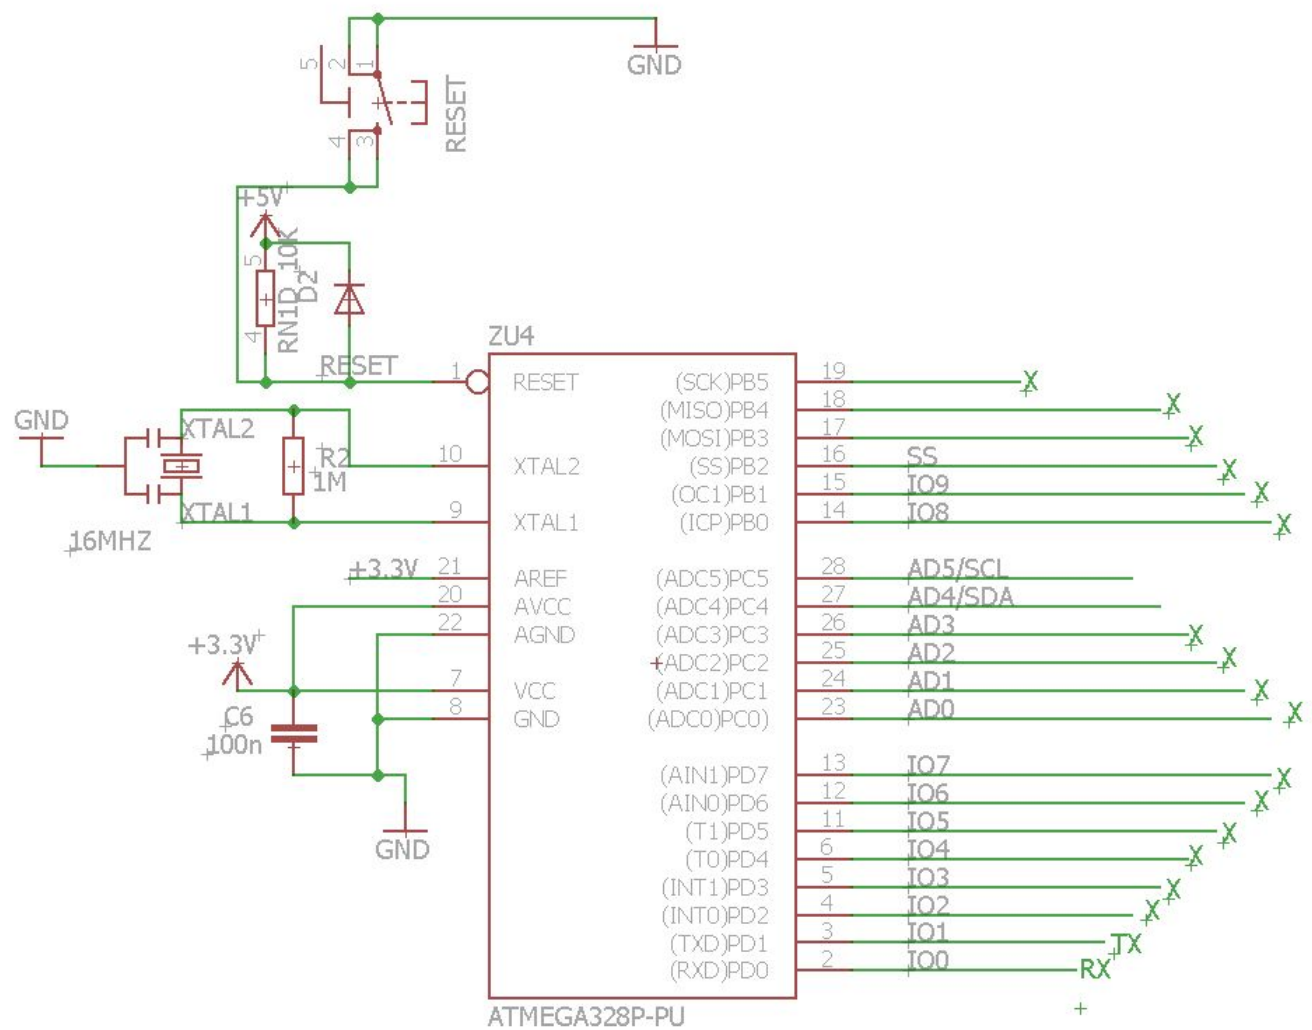 GND
5
2
1
RESET
4
3
+5V
5
10K
D2
RN1D
4
ZU4
RESET
1
RESET
(SCK)PB5
19
X
(MISO)PB4
18
X
(MOSI)PB3
17
X
GND
XTAL2
R2
1M
10
XTAL2
(SS)PB2
16
SS
X
(OC1)PB1
15
IO9
X
XTAL1
9
XTAL1
(ICP)PB0
14
IO8
X
16MHZ
+3.3V
21
AREF
(ADC5)PC5
28
AD5/SCL
20
AVCC
(ADC4)PC4
27
AD4/SDA
22
AGND
(ADC3)PC3
26
AD3
X
+3.3V
(ADC2)PC2
25
AD2
X
7
VCC
(ADC1)PC1
24
AD1
X
C6
100n
8
GND
(ADC0)PC0)
23
AD0
X
(AIN1)PD7
13
IO7
X
(AIN0)PD6
12
IO6
X
(T1)PD5
11
IO5
X
GND
(T0)PD4
6
IO4
X
(INT1)PD3
5
IO3
X
(INT0)PD2
4
IO2
X
(TXD)PD1
3
IO1
TX
(RXD)PD0
2
IO0
RX
ATMEGA328P-PU